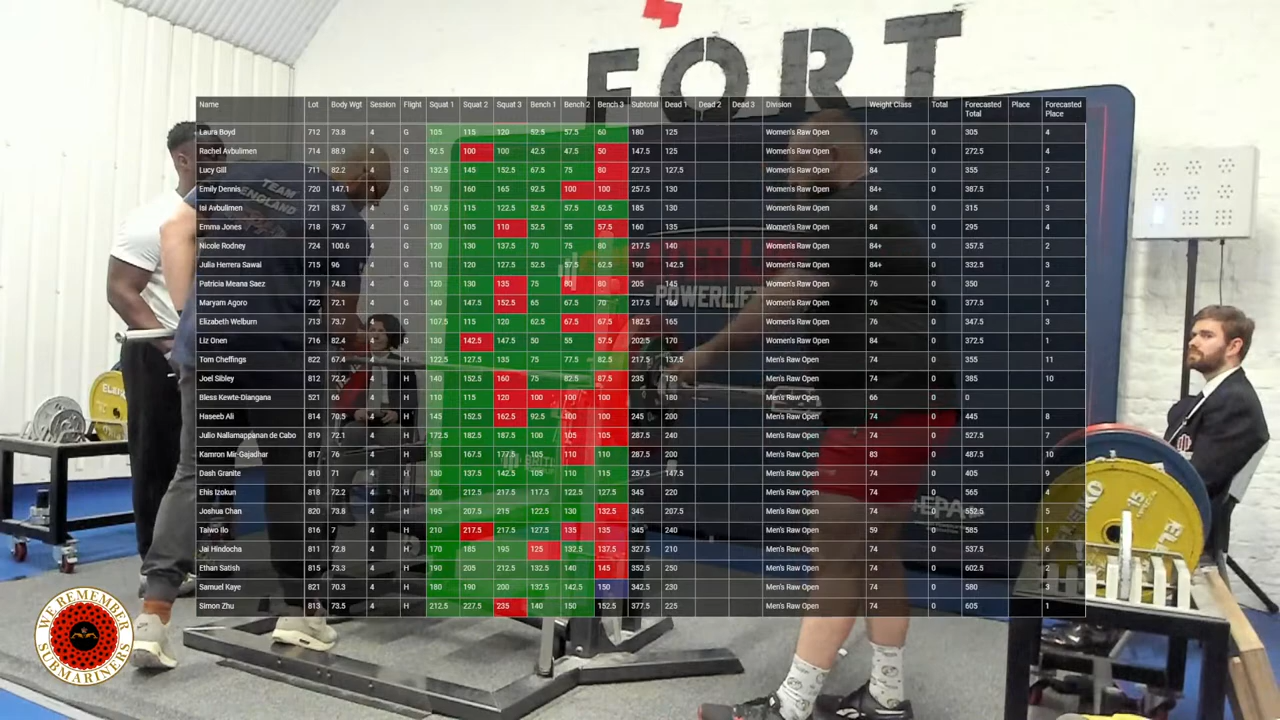 FORT
Name Lot Body Wgt Session Flight Squat 1 Squat 2 Squat 3 Bench 1 Bench 2 Bench 3 Subtotal Dead 1 Dead 2 Dead 3 Division Weight Class Total Forecasted Total Place Forecasted Place
Laura Boyd 712 73.8 4 G 105 115 120 52.5 57.5 60 180 125 Women's Raw Open 76 0 305 4
Rachel Avbulimen 714 88.9 4 G 92.5 100 100 42.5 47.5 50 147.5 125 Women's Raw Open 84+ 0 272.5 4
Lucy Gill 711 82.2 4 G 132.5 145 152.5 67.5 75 80 227.5 127.5 Women's Raw Open 84 0 355 2
Emily Dennis 720 147.1 4 G 150 160 165 92.5 100 100 257.5 130 Women's Raw Open 84+ 0 387.5 1
Isi Avbulimen 721 83.7 4 G 107.5 115 122.5 52.5 57.5 62.5 185 130 Women's Raw Open 84 0 315 3
Emma Jones 718 79.7 4 G 100 105 110 52.5 55 57.5 160 135 Women's Raw Open 84 0 295 4
Nicole Rodney 724 100.6 4 G 120 130 137.5 70 75 80 217.5 140 Women's Raw Open 84+ 0 357.5 2
Julia Herrera Sawai 715 96 4 G 110 120 127.5 52.5 57.5 62.5 190 142.5 Women's Raw Open 84+ 0 332.5 3
Patricia Meana Saez 719 74.8 4 G 120 130 135 75 80 80 205 145 Women's Raw Open 76 0 350 2
Maryam Agoro 722 72.1 4 G 140 147.5 152.5 65 67.5 70 217.5 160 Women's Raw Open 76 0 377.5 1
Elizabeth Welburn 713 73.7 4 G 107.5 115 120 62.5 67.5 67.5 182.5 165 Women's Raw Open 76 0 347.5 3
Liz Onen 716 82.4 4 G 130 142.5 147.5 50 55 57.5 202.5 170 Women's Raw Open 84 0 372.5 1
Tom Cheffings 822 67.4 4 H 122.5 127.5 135 75 77.5 82.5 217.5 137.5 Men's Raw Open 74 0 355 11
Joel Sibley 812 72.2 4 H 140 152.5 160 75 82.5 87.5 235 150 Men's Raw Open 74 0 385 10
Bless Kewte-Diangana 521 66 4 H 110 115 120 100 100 100 180 Men's Raw Open 66 0 0
Haseeb Ali 814 70.5 4 H 145 152.5 162.5 92.5 100 100 245 200 Men's Raw Open 74 0 445 8
Julio Nallamappanan de Cabo 819 72.1 4 H 172.5 182.5 187.5 100 105 105 287.5 240 Men's Raw Open 74 0 527.5 7
Kamron Mir-Gajadhar 817 76 4 H 155 167.5 177.5 105 110 110 287.5 200 Men's Raw Open 83 0 487.5 10
Dash Granite 810 71 4 H 130 137.5 142.5 105 110 115 257.5 147.5 Men's Raw Open 74 0 405 9
Ehis Izokun 818 72.2 4 H 200 212.5 217.5 117.5 122.5 127.5 345 220 Men's Raw Open 74 0 565 4
Joshua Chan 820 73.8 4 H 195 207.5 215 122.5 130 132.5 345 207.5 Men's Raw Open 74 0 552.5 5
Taiwo Ilo 816 7 4 H 210 217.5 217.5 127.5 135 135 345 240 Men's Raw Open 59 0 585 1
Jai Hindocha 811 72.8 4 H 170 185 195 125 132.5 137.5 327.5 210 Men's Raw Open 74 0 537.5 6
Ethan Satish 815 73.3 4 H 190 205 212.5 132.5 140 145 352.5 250 Men's Raw Open 74 0 602.5 2
Samuel Kaye 821 70.3 4 H 180 190 200 132.5 142.5 150 342.5 230 Men's Raw Open 74 0 580 3
Simon Zhu 813 73.5 4 H 212.5 227.5 235 140 150 152.5 377.5 225 Men's Raw Open 74 0 605 1
TEAM
ENGLAND
POWERLIF
WE REMEMBER
SUBMARINERS